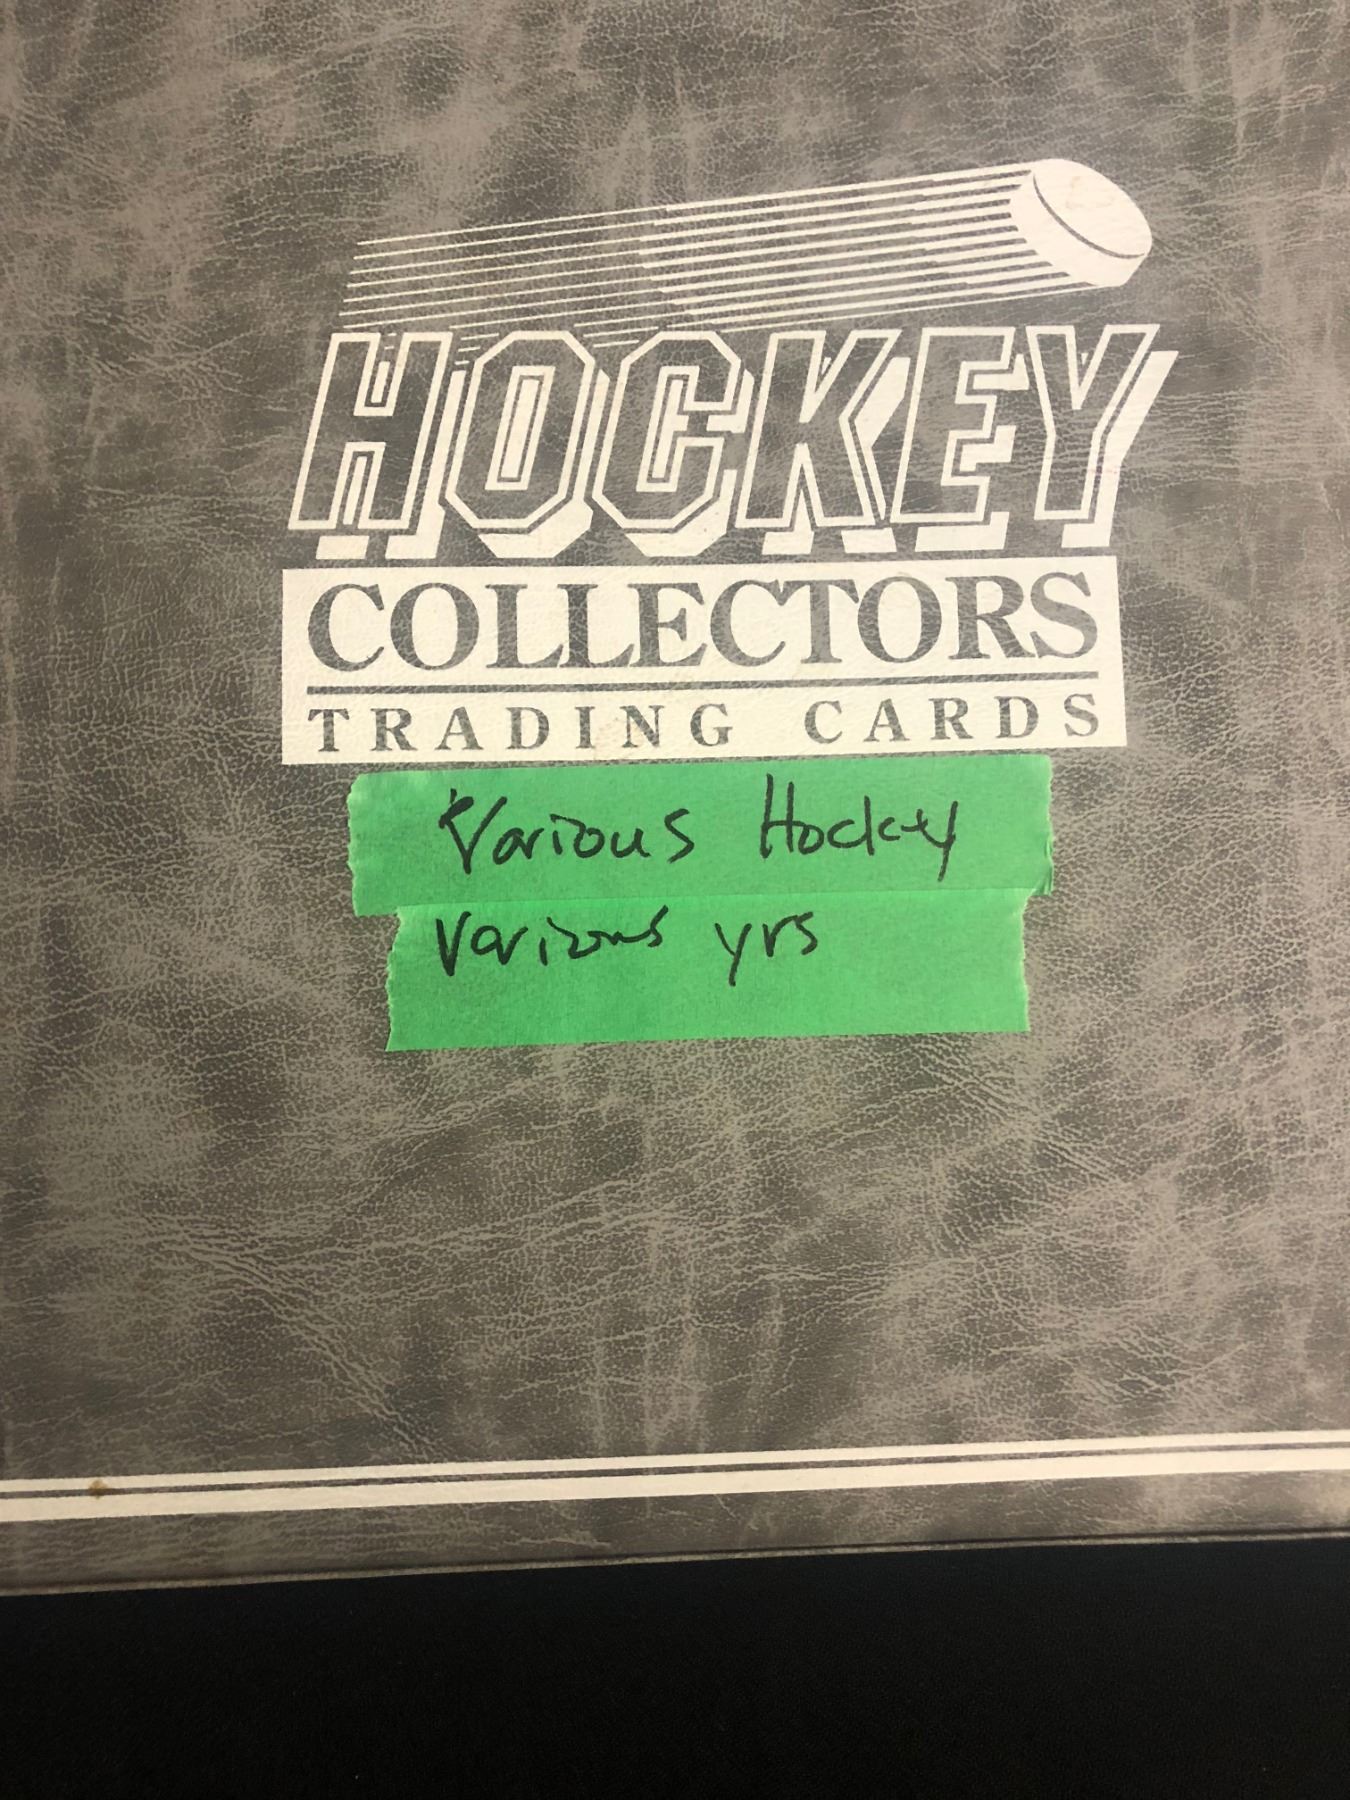 HOCKEY
COLLECTORS
TRADING CARDS
Various Hockey
various yrs